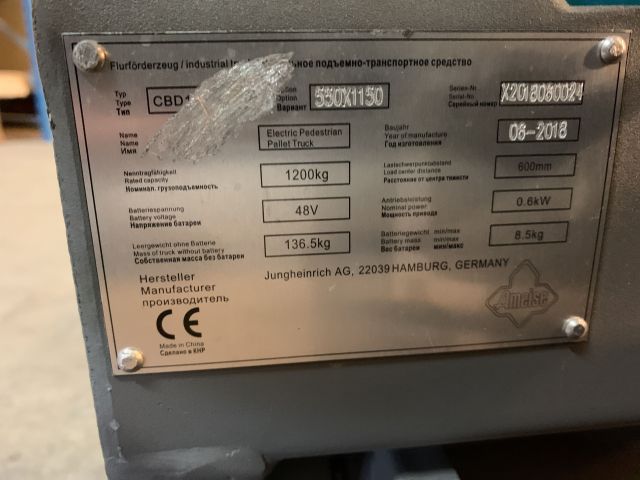 Flurförderzeug / industrial ьное подъемно-транспортное средство
Typ
Type
Тип
CBD1
Option
Вариант
550X1150
Serien-Nr.
Serial-No.
Серийный номер
X2018080024
Name
Name
Имя
Electric Pedestrian
Pallet Truck
Baujahr
Year of manufacture
Год изготовления
08-2018
Nenntragfähigkeit
Rated capacity
Номинал. грузоподъемность
1200kg
Lastschwerpunktabstand
Load center distance
Расстояние от центра тяжести
600mm
Batteriespannung
Battery voltage
Напряжение батареи
48V
Antriebsleistung
Nominal power
Мощность привода
0.6kW
Leergewicht ohne Batterie
Mass of truck without battery
Собственная масса без батареи
136.5kg
Batteriegewicht min/max
Battery mass min/max
Вес батареи мин/макс
8.5kg
Hersteller
Manufacturer
производитель
Jungheinrich AG, 22039 HAMBURG, GERMANY
Ameise
CE
Made in China
Сделано в КНР